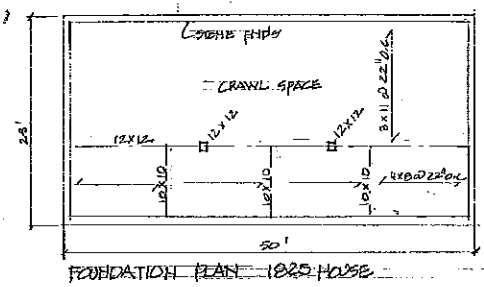 STONE FNDS
CRAWL SPACE
3X11 @ 22" O.C.
12X12
12X12
12X12
28'
10X10
10X10
10X10
4X8 @ 22" O.C.
50'
FOUNDATION PLAN 1825 HOUSE